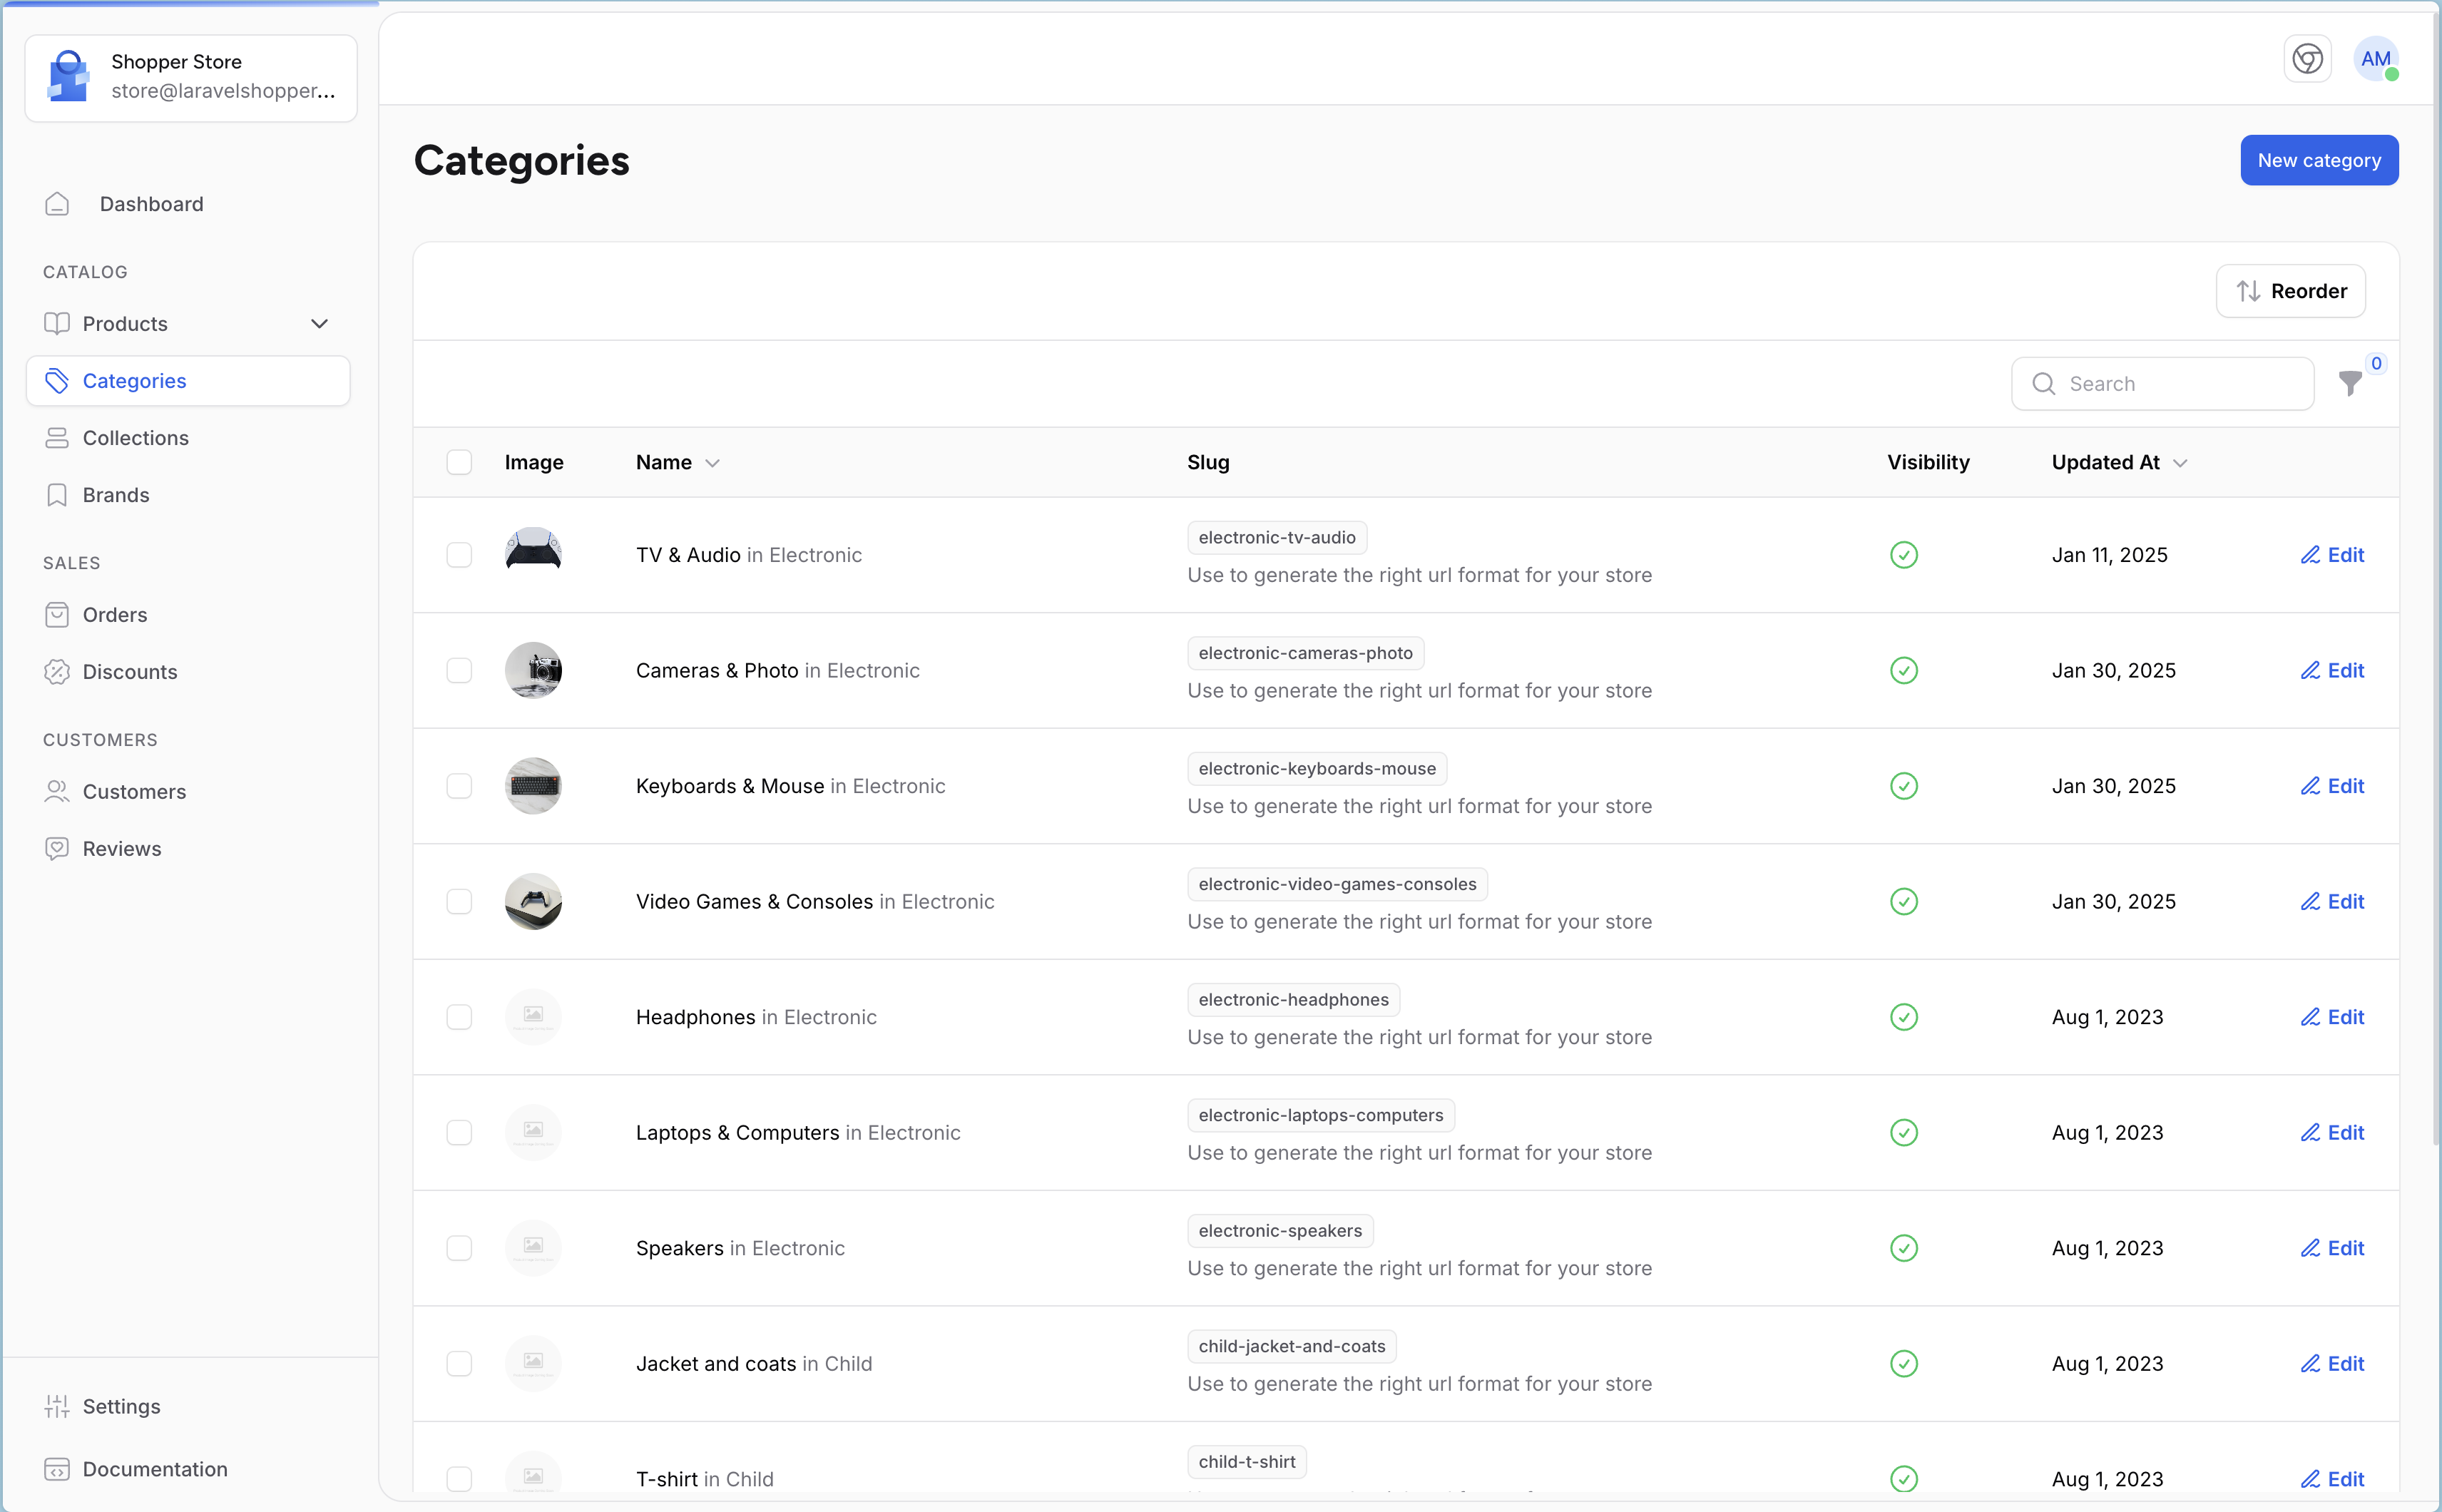 Shopper Store
store@laravelshopper...
AM
Dashboard
CATALOG
Products
Categories
Collections
Brands
SALES
Orders
Discounts
CUSTOMERS
Customers
Reviews
Settings
Documentation
Categories
New category
Reorder
Search
0
Image Name Slug Visibility Updated At
electronic-tv-audio
TV & Audio in Electronic Jan 11, 2025 Edit
Use to generate the right url format for your store
electronic-cameras-photo
Cameras & Photo in Electronic Jan 30, 2025 Edit
Use to generate the right url format for your store
electronic-keyboards-mouse
Keyboards & Mouse in Electronic Jan 30, 2025 Edit
Use to generate the right url format for your store
electronic-video-games-consoles
Video Games & Consoles in Electronic Jan 30, 2025 Edit
Use to generate the right url format for your store
electronic-headphones
Headphones in Electronic Aug 1, 2023 Edit
Use to generate the right url format for your store
electronic-laptops-computers
Laptops & Computers in Electronic Aug 1, 2023 Edit
Use to generate the right url format for your store
electronic-speakers
Speakers in Electronic Aug 1, 2023 Edit
Use to generate the right url format for your store
child-jacket-and-coats
Jacket and coats in Child Aug 1, 2023 Edit
Use to generate the right url format for your store
child-t-shirt
T-shirt in Child Aug 1, 2023 Edit